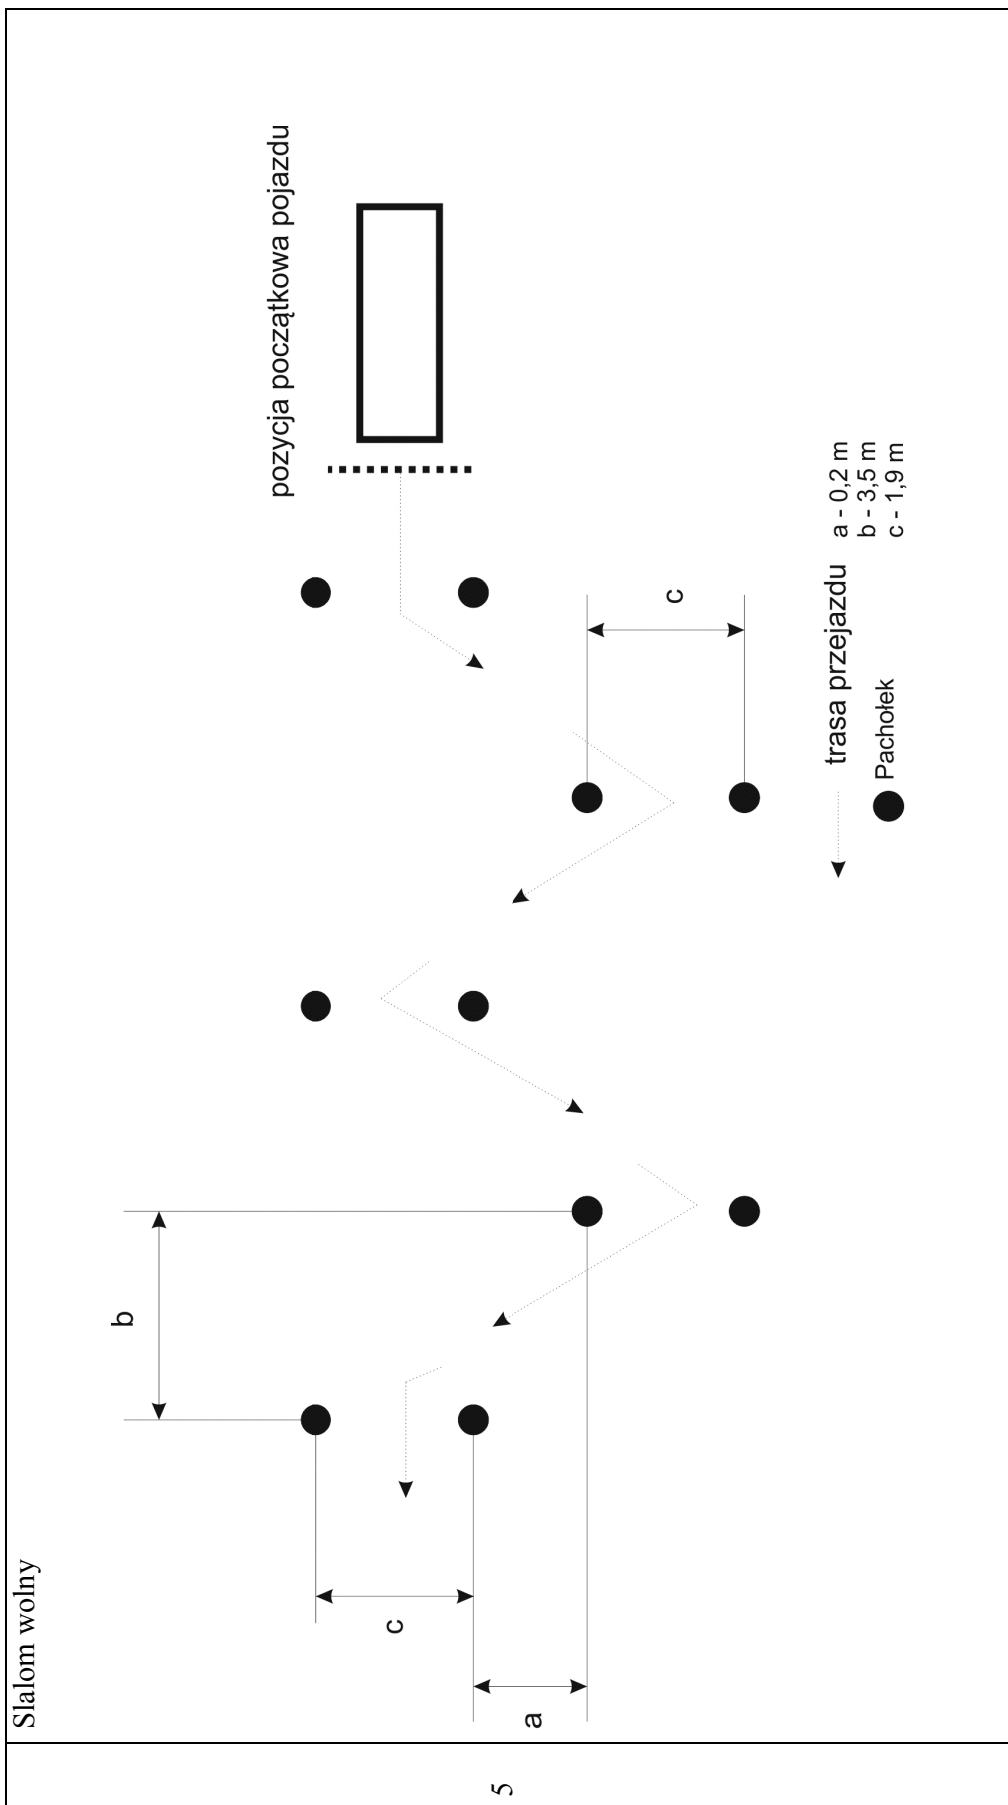 5
Slalom wolny
pozycja początkowa pojazdu
b
c
a
c
trasa przejazdu
Pachołek
a - 0,2 m
b - 3,5 m
c - 1,9 m